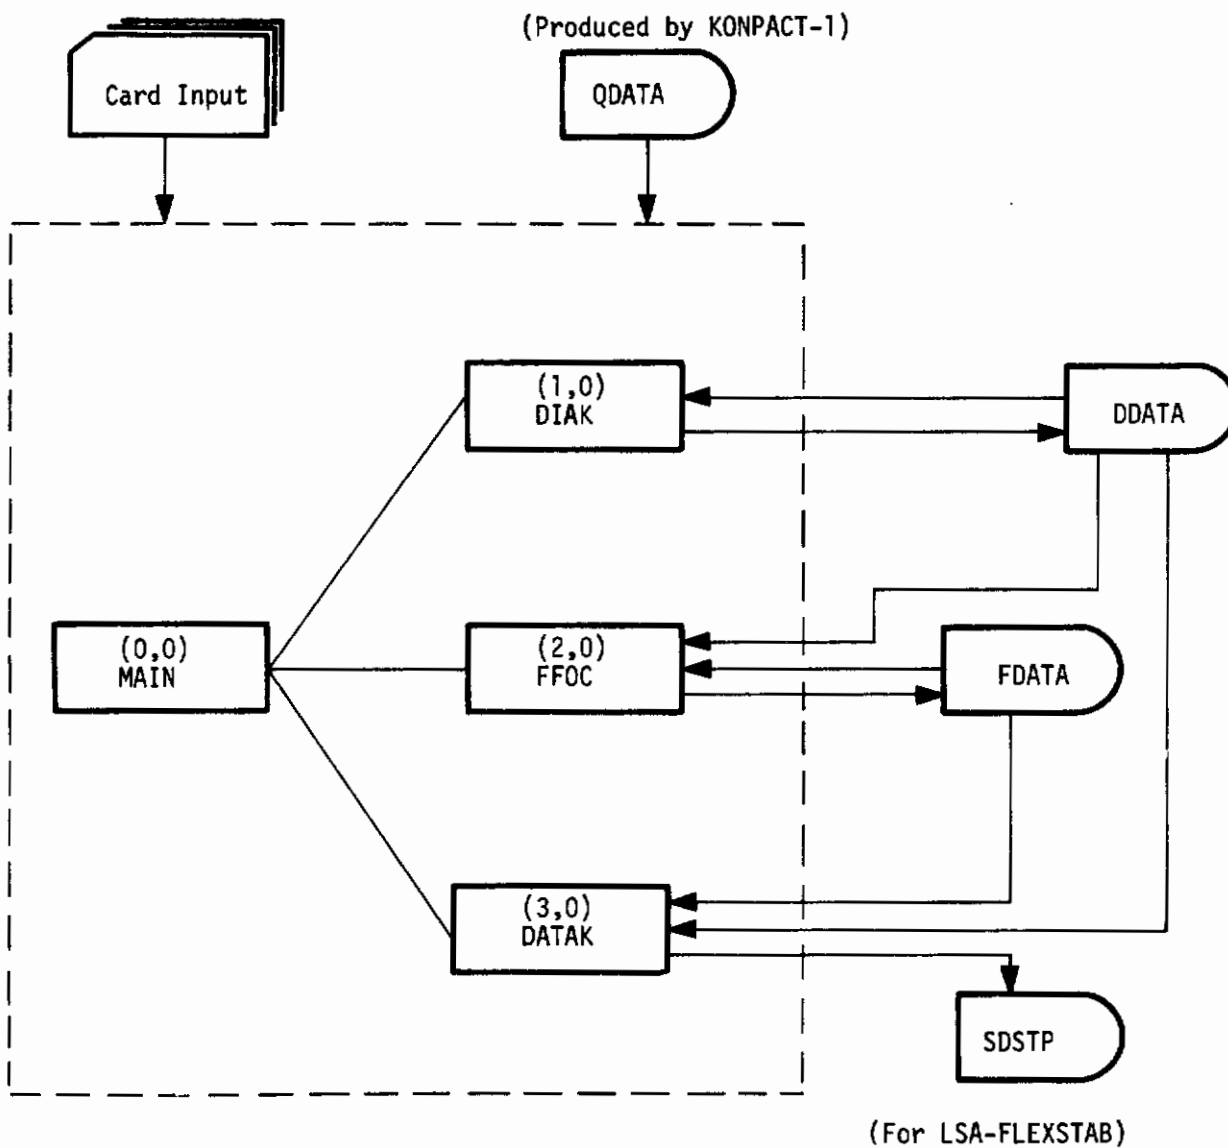 (Produced by KONPACT-1)
Card Input
QDATA
(1,0)
DIAK
DDATA
(0,0)
MAIN
(2,0)
FFOC
FDATA
(3,0)
DATAK
SDSTP
(For LSA-FLEXSTAB)